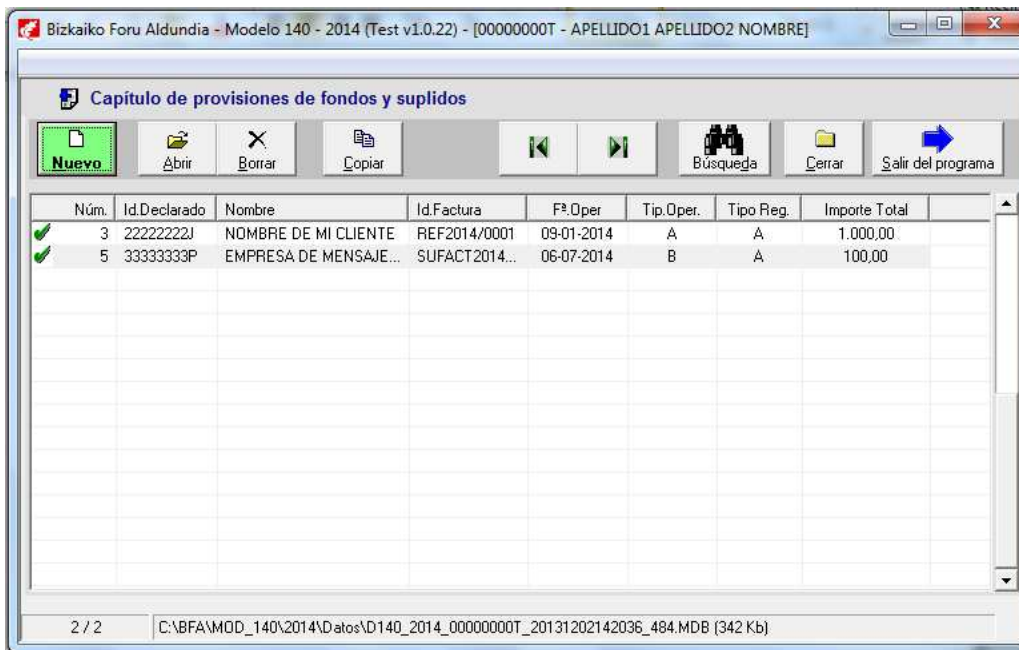 Bizkaiko Foru Aldundia - Modelo 140 - 2014 (Test v1.0.22) - [00000000T - APELLIDO1 APELLIDO2 NOMBRE]
Capítulo de provisiones de fondos y suplidos
Nuevo Abrir Borrar Copiar Búsqueda Cerrar Salir del programa
Núm. Id.Declarado Nombre Id.Factura Fª.Oper Tip.Oper. Tipo Reg. Importe Total
3 22222222J NOMBRE DE MI CLIENTE REF2014/0001 09-01-2014 A A 1.000,00
5 33333333P EMPRESA DE MENSAJE... SUFACT2014... 06-07-2014 B A 100,00
2 / 2 C:\BFA\MOD_140\2014\Datos\D140_2014_00000000T_20131202142036_484.MDB (342 Kb)